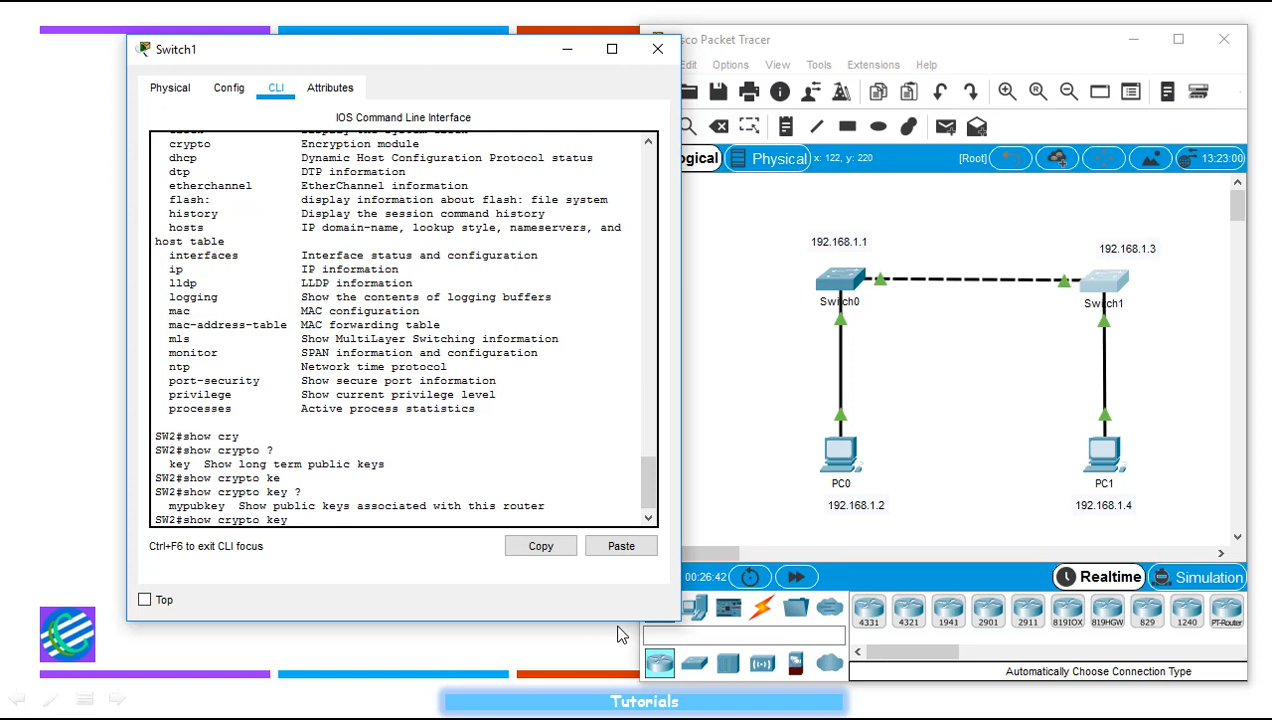 Switch1
Physical Config CLI Attributes
IOS Command Line Interface
crypto Encryption module
dhcp Dynamic Host Configuration Protocol status
dtp DTP information
etherchannel EtherChannel information
flash: display information about flash: file system
history Display the session command history
hosts IP domain-name, lookup style, nameservers, and
host table
interfaces Interface status and configuration
ip IP information
lldp LLDP information
logging Show the contents of logging buffers
mac MAC configuration
mac-address-table MAC forwarding table
mls Show MultiLayer Switching information
monitor SPAN information and configuration
ntp Network time protocol
port-security Show secure port information
privilege Show current privilege level
processes Active process statistics
SW2#show cry
SW2#show crypto ?
key Show long term public keys
SW2#show crypto ke
SW2#show crypto key ?
mypubkey Show public keys associated with this router
SW2#show crypto key
Ctrl+F6 to exit CLI focus
Copy Paste
Top
sco Packet Tracer
Edit Options View Tools Extensions Help
ogical Physical x: 122, y: 220 [Root] 13:23:00
192.168.1.1
192.168.1.3
Switch0
Switch1
PC0
PC1
192.168.1.2
192.168.1.4
00:26:42 Realtime Simulation
4331 4321 1941 2901 2911 819IOX 819HGW 829 1240 PT-Router
Automatically Choose Connection Type
Tutorials